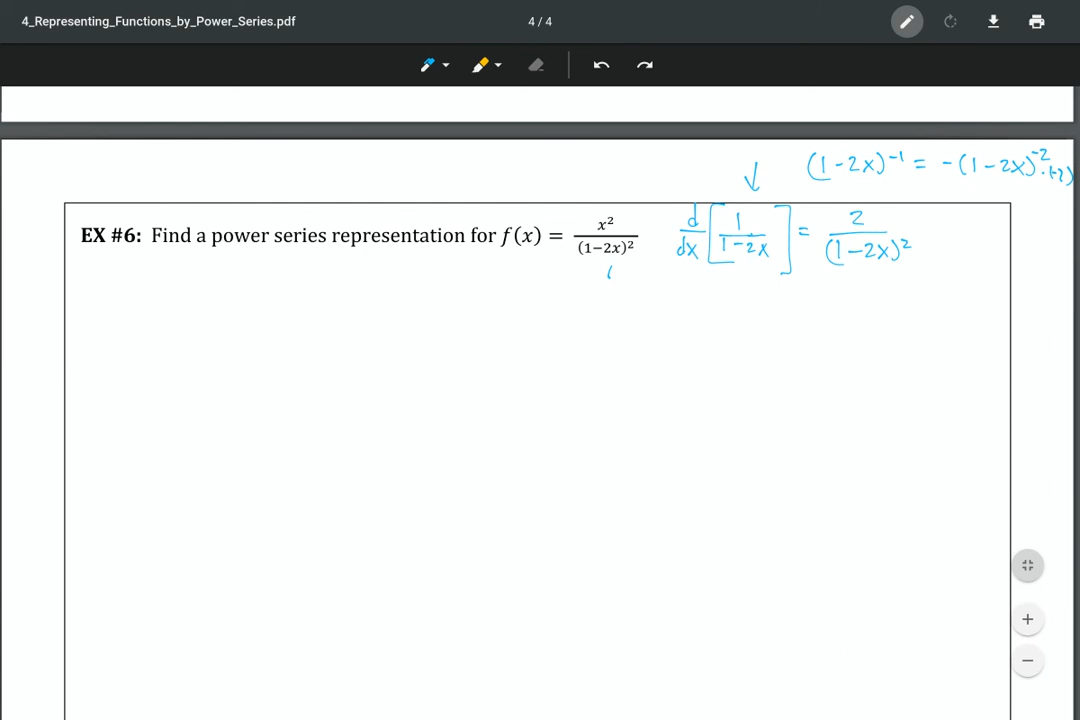 4_Representing_Functions_by_Power_Series.pdf 4 / 4
(1-2x)⁻¹ = -(1-2x)⁻²·(-2)
EX #6: Find a power series representation for f(x) = x²/(1−2x)² d/dx [1/(1-2x)] = 2/(1-2x)²